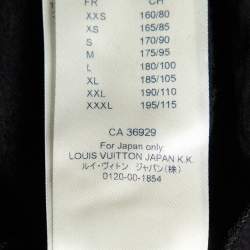 FR CH
XXS 160/80
XS 165/85
S 170/90
M 175/95
L 180/100
XL 185/105
XXL 190/110
XXXL 195/115
CA 36929
For Japan only
LOUIS VUITTON JAPAN K.K.
ルイ・ヴィトン ジャパン(株)
0120-00-1854